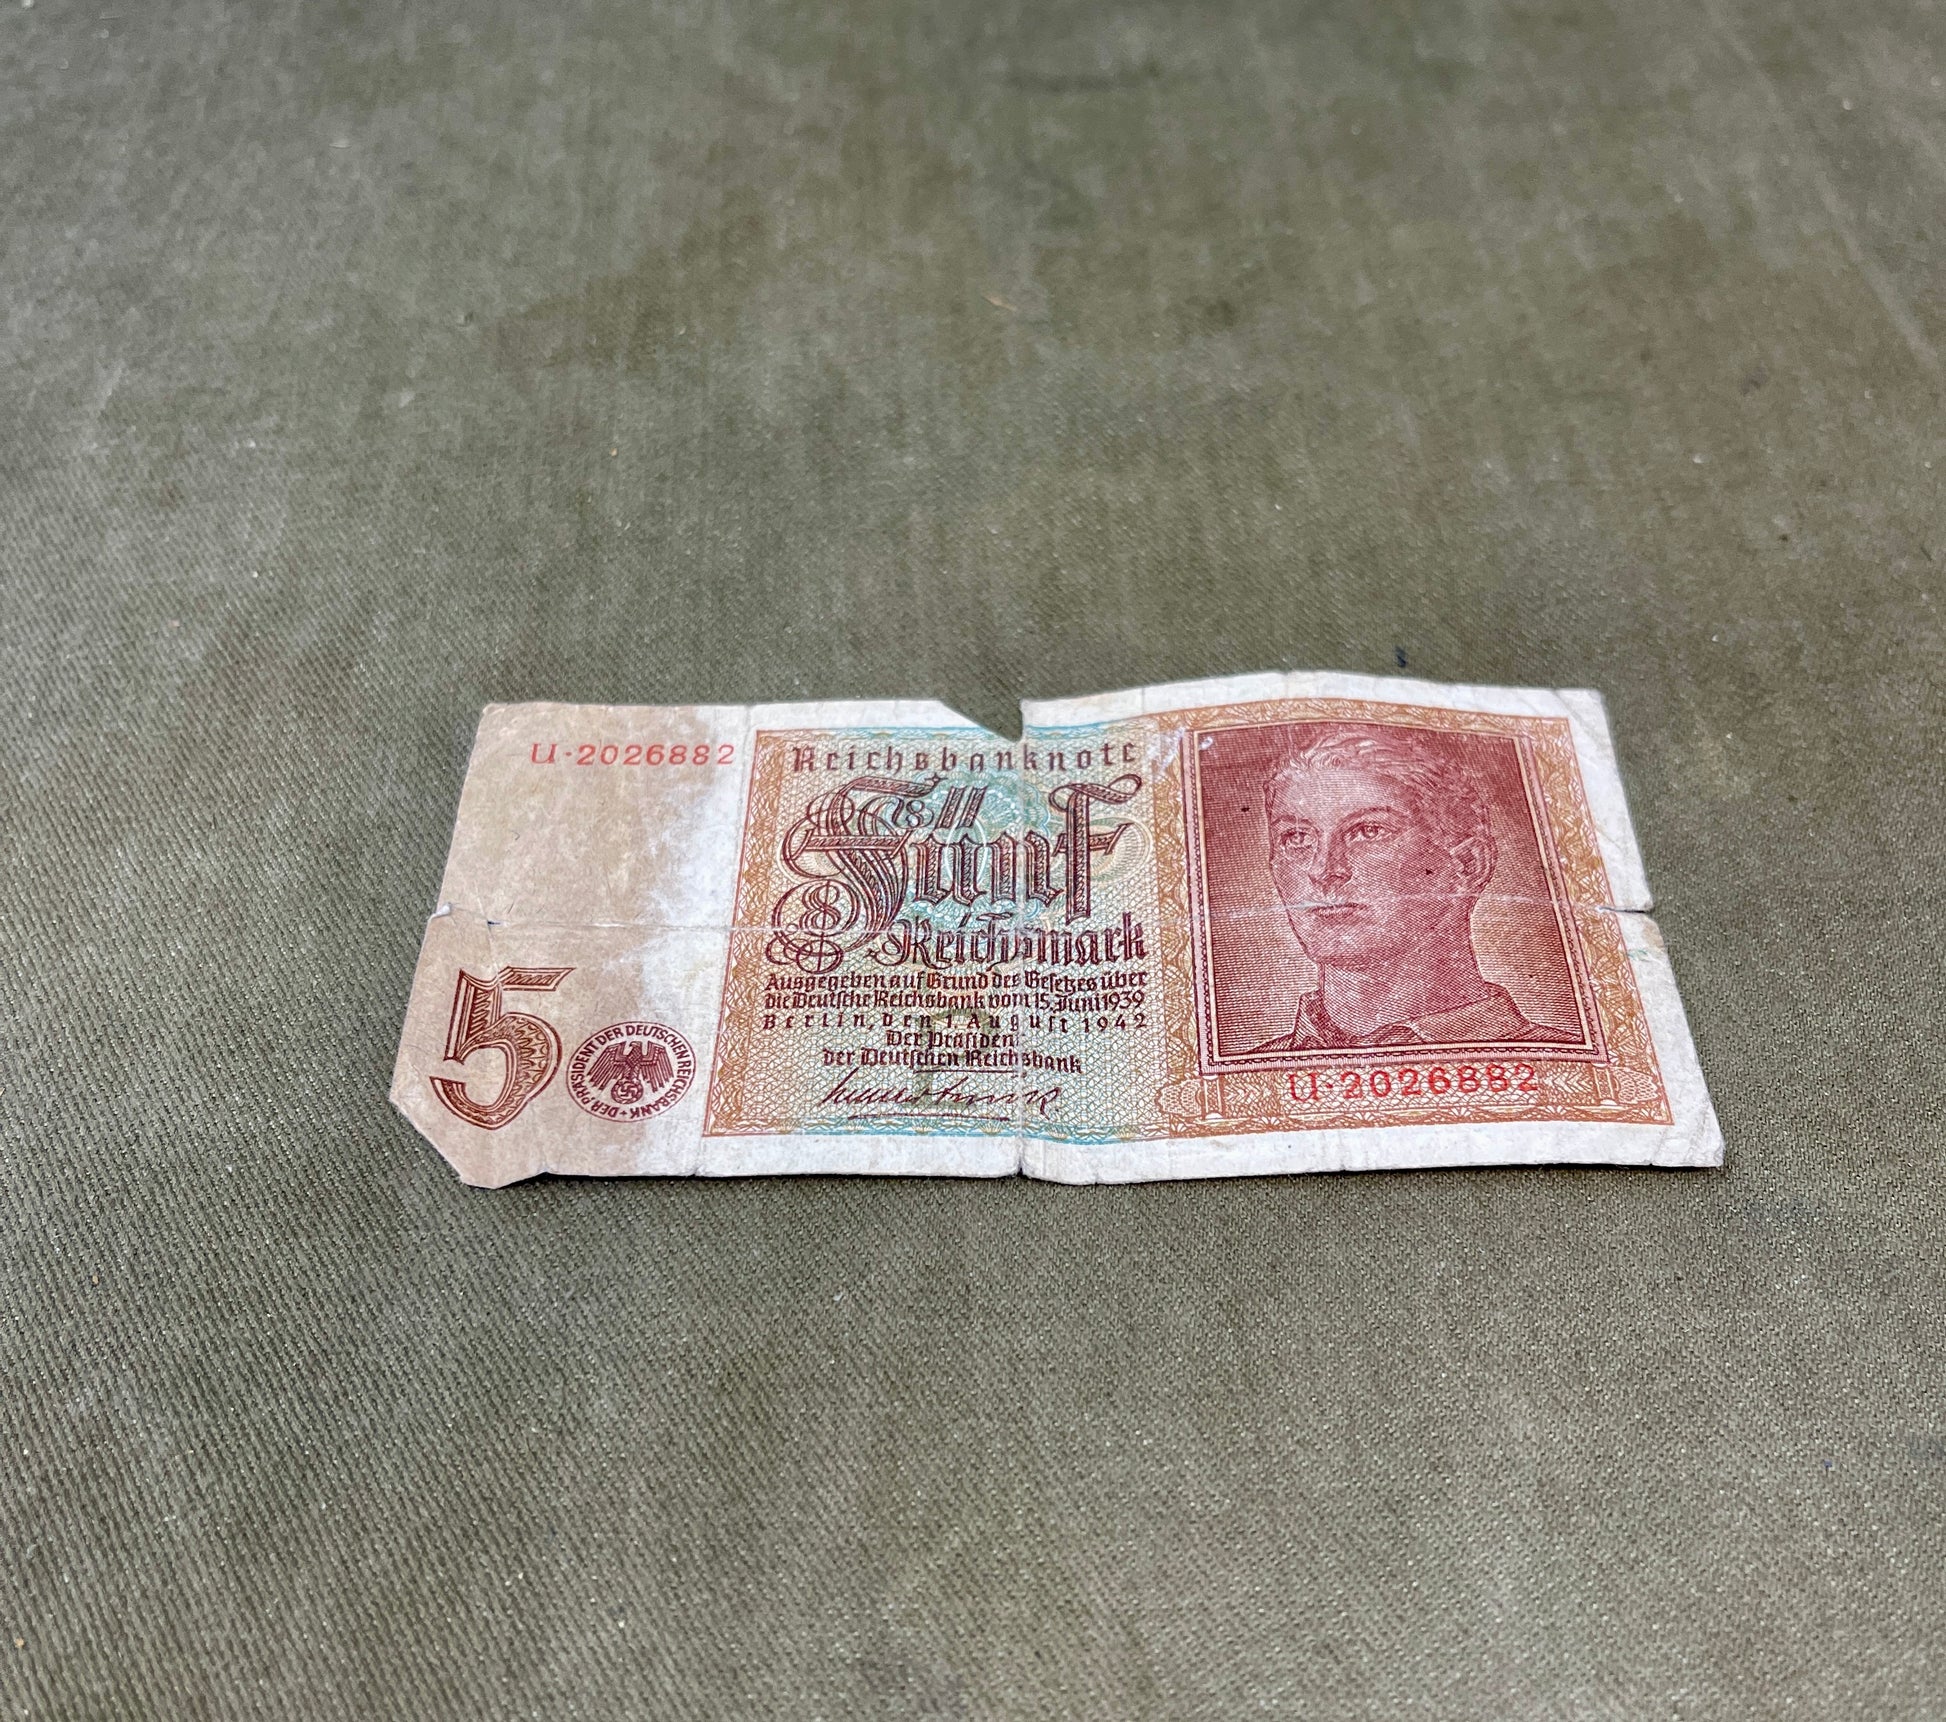 U·2026882
Reichsbanknote
Fünf
Reichsmark
Ausgegeben auf Grund des Gesetzes über
die Deutsche Reichsbank vom 15. Juni 1939
Berlin, den 1. August 1942
Der Präsident
der Deutschen Reichsbank
5
DER PRÄSIDENT DER DEUTSCHEN REICHSBANK
U·2026882